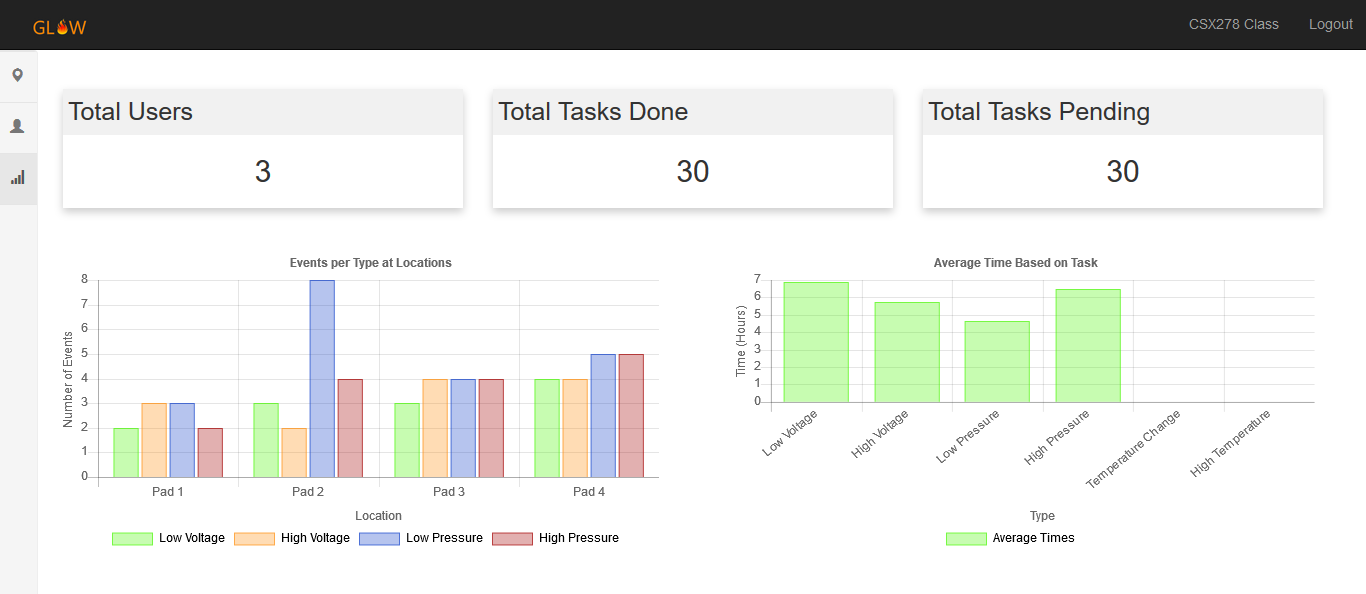 GLOW
CSX278 Class
Logout
Total Users
3
Total Tasks Done
30
Total Tasks Pending
30
Events per Type at Locations
Number of Events
8
7
6
5
4
3
2
1
0
Pad 1
Pad 2
Pad 3
Pad 4
Location
Low Voltage
High Voltage
Low Pressure
High Pressure
Average Time Based on Task
Time (Hours)
7
6
5
4
3
2
1
0
Low Voltage
High Voltage
Low Pressure
High Pressure
Temperature Change
High Temperature
Type
Average Times